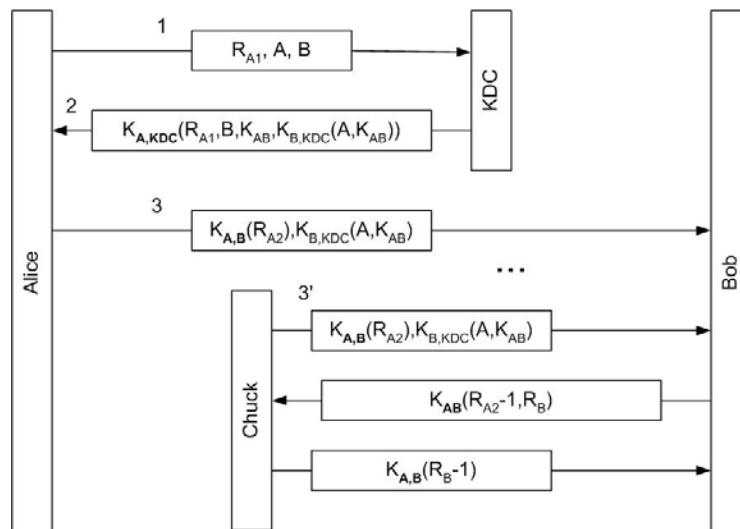 1
R_A1, A, B
KDC
2
K_A,KDC(R_A1,B,K_AB,K_B,KDC(A,K_AB))
3
K_A,B(R_A2),K_B,KDC(A,K_AB)
Alice
Bob
...
3'
K_A,B(R_A2),K_B,KDC(A,K_AB)
Chuck
K_AB(R_A2-1,R_B)
K_A,B(R_B-1)